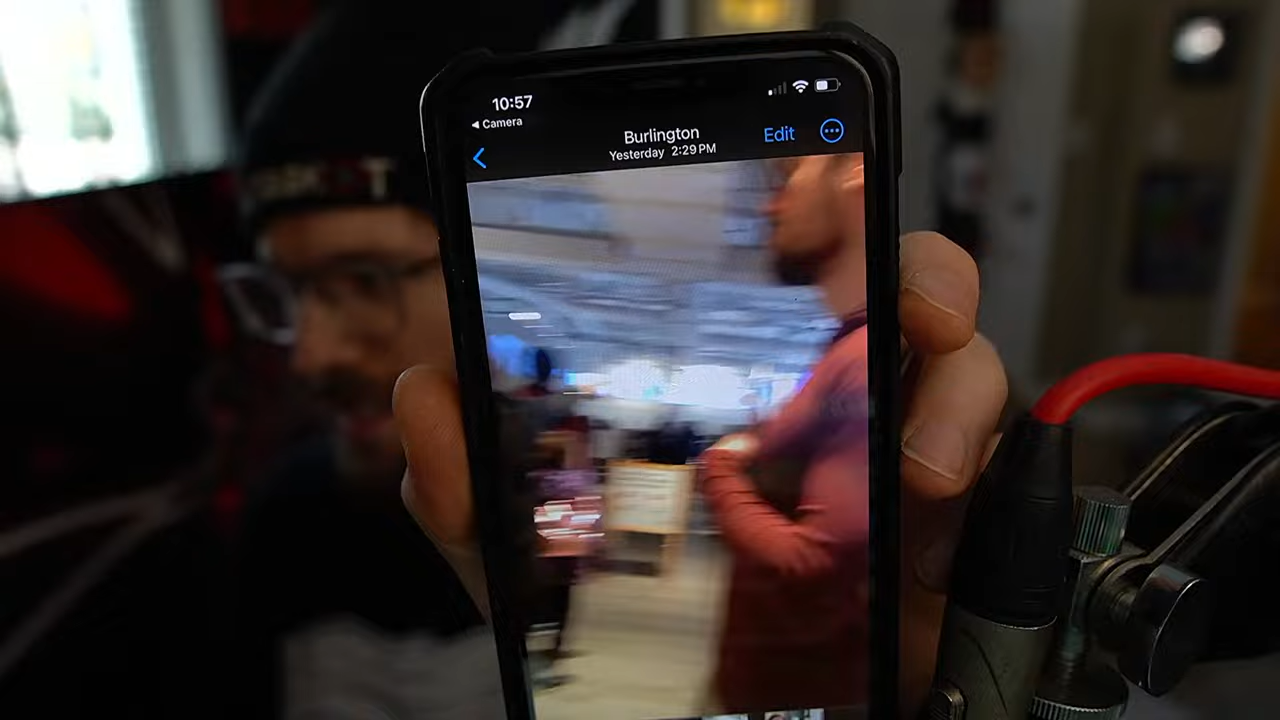 10:57
◀ Camera
Burlington
Yesterday 2:29 PM
Edit